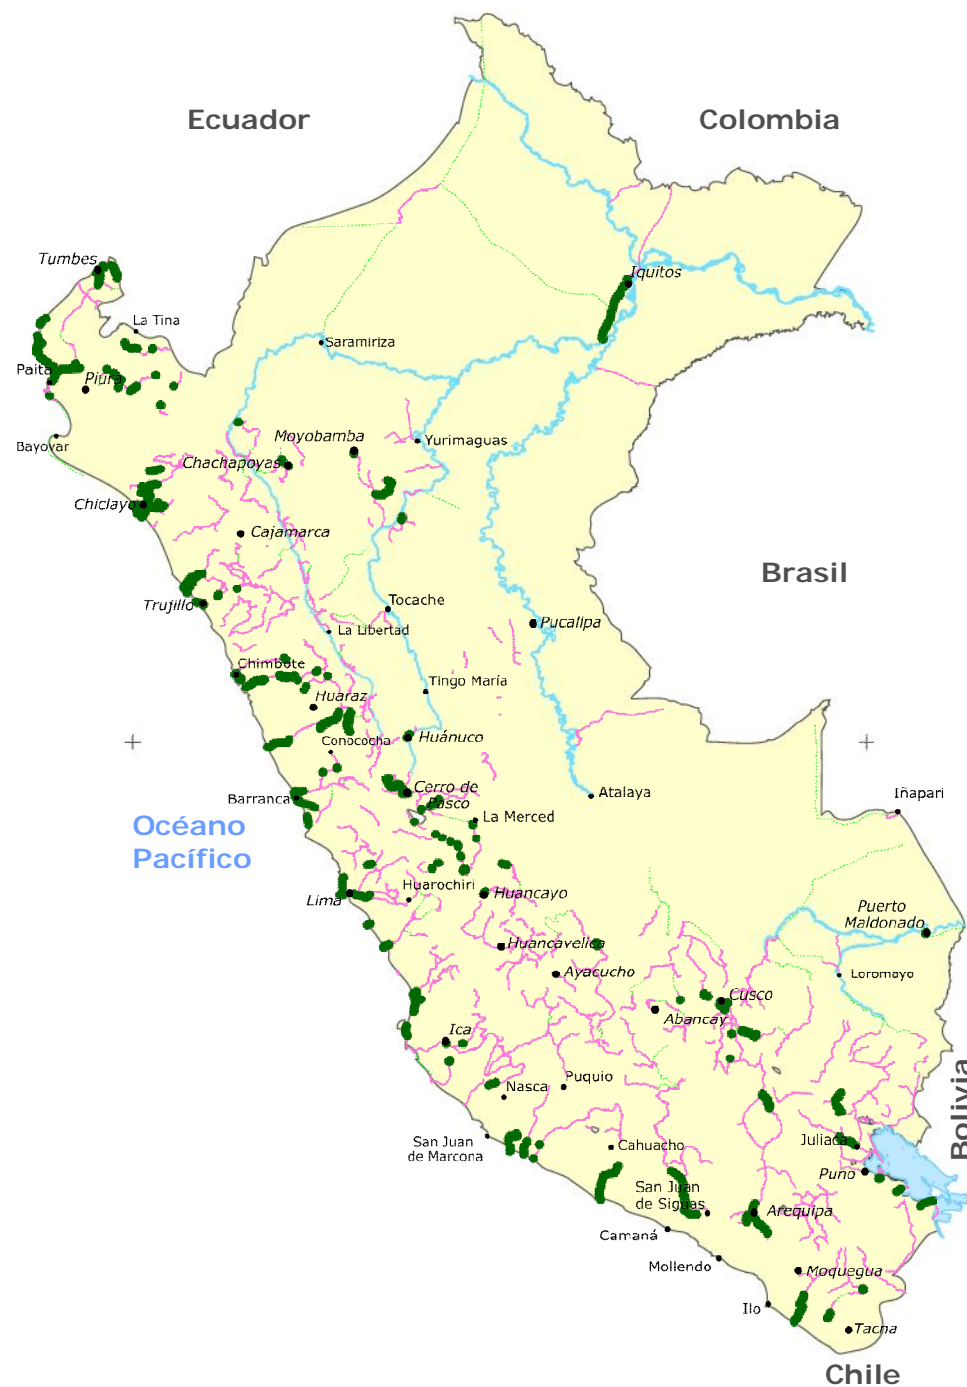 Ecuador
Colombia
Tumbes
Iquitos
La Tina
Saramiriza
Paita
Piura
Bayovar
Moyobamba
Yurimaguas
Chachapoyas
Chiclayo
Cajamarca
Brasil
Tocache
Trujillo
Pucallpa
La Libertad
Chimbote
Tingo María
Huaraz
Huánuco
Conococha
Cerro de
Pasco
Barranca
Atalaya
Iñapari
La Merced
Océano
Pacífico
Huarochiri
Lima
Huancayo
Puerto
Maldonado
Huancavelica
Ayacucho
Loromayo
Cusco
Abancay
Ica
Puquio
Nasca
Bolivia
San Juan
de Marcona
Cahuacho
Juliaca
Puno
San Juan
de Siguas
Arequipa
Camaná
Mollendo
Moquegua
Ilo
Tacna
Chile